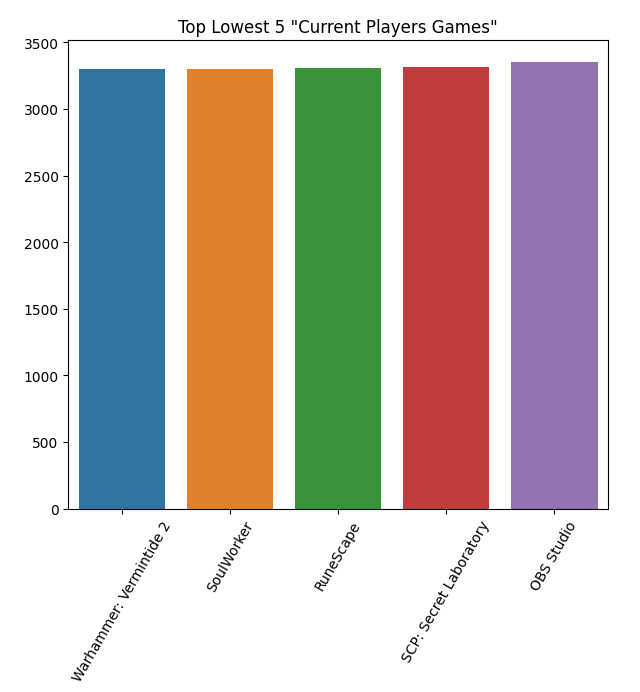 Top Lowest 5 "Current Players Games"
3500
3000
2500
2000
1500
1000
500
0
Warhammer: Vermintide 2
SoulWorker
RuneScape
SCP: Secret Laboratory
OBS Studio